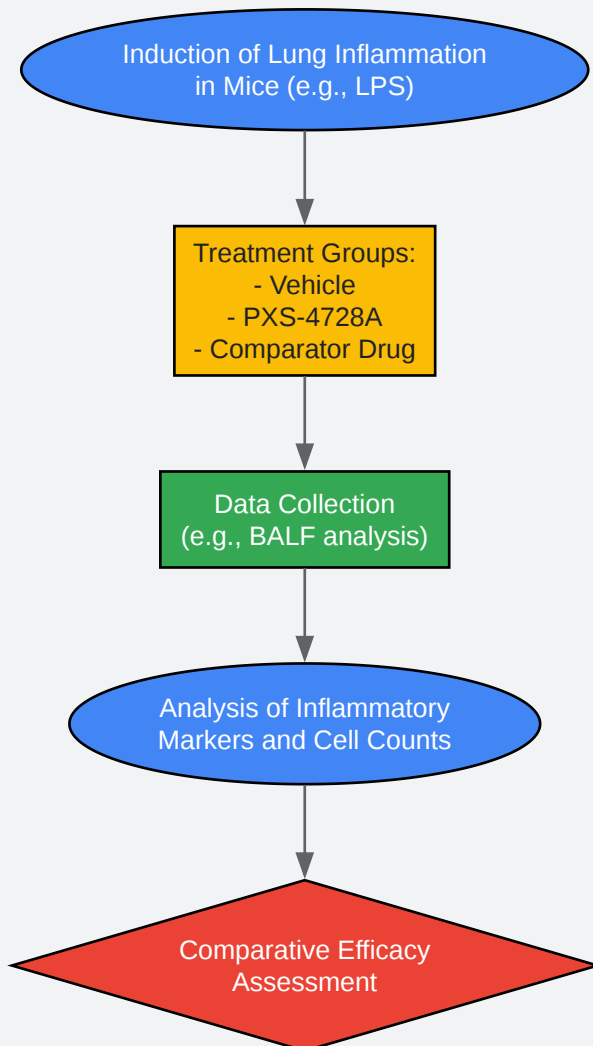 Induction of Lung Inflammation
in Mice (e.g., LPS)
Treatment Groups:
- Vehicle
- PXS-4728A
- Comparator Drug
Data Collection
(e.g., BALF analysis)
Analysis of Inflammatory
Markers and Cell Counts
Comparative Efficacy
Assessment